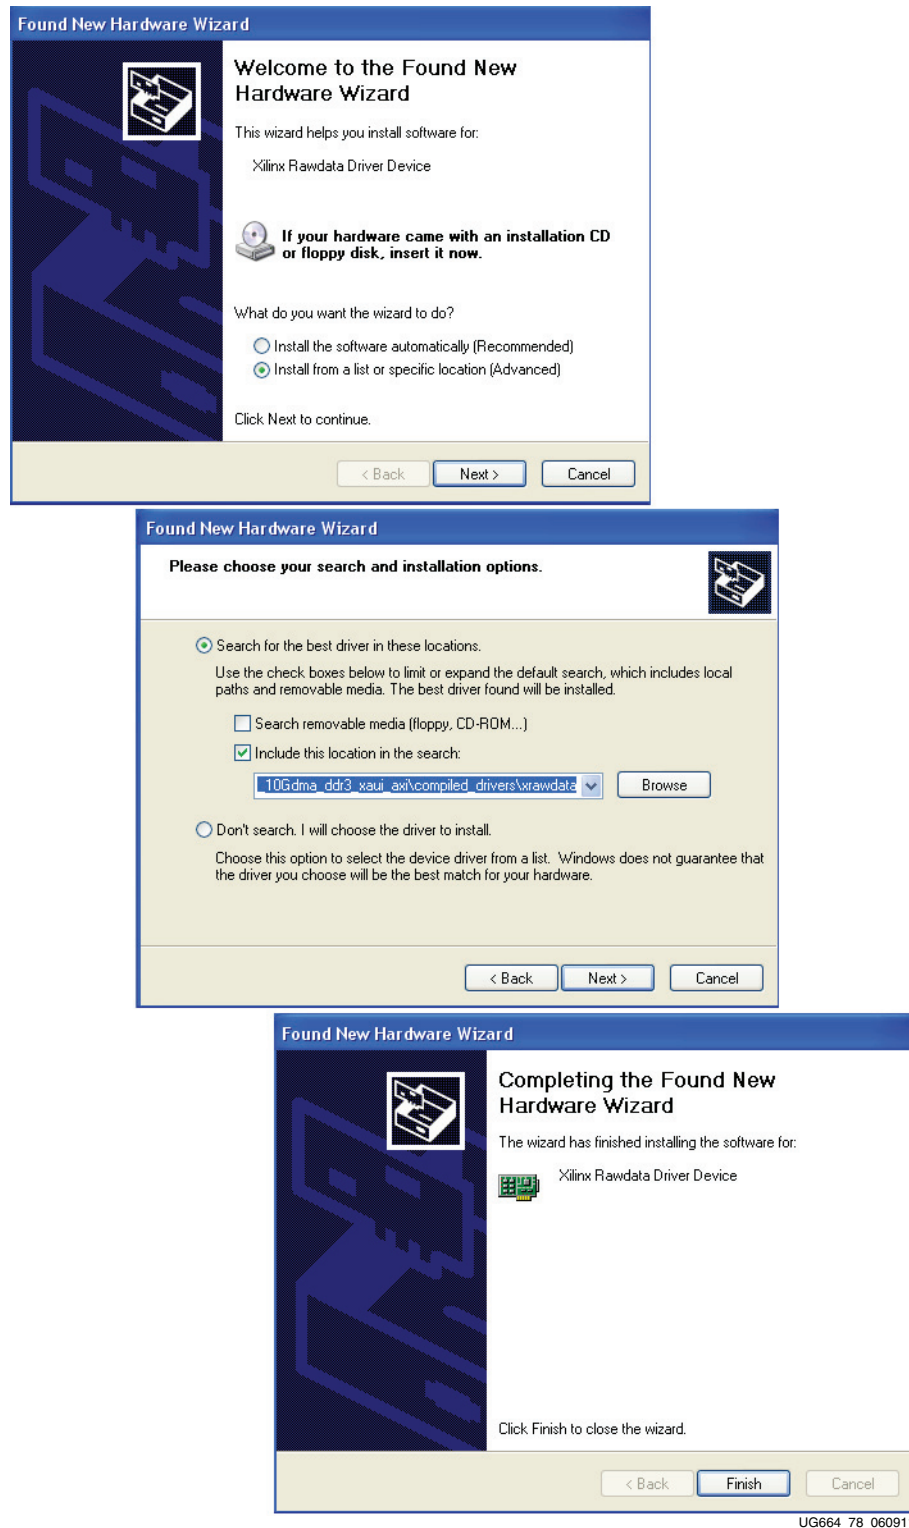 Found New Hardware Wizard
Welcome to the Found New
Hardware Wizard
This wizard helps you install software for:
Xilinx Rawdata Driver Device
If your hardware came with an installation CD
or floppy disk, insert it now.
What do you want the wizard to do?
Install the software automatically (Recommended)
Install from a list or specific location (Advanced)
Click Next to continue.
< Back Next > Cancel
Found New Hardware Wizard
Please choose your search and installation options.
Search for the best driver in these locations.
Use the check boxes below to limit or expand the default search, which includes local
paths and removable media. The best driver found will be installed.
Search removable media (floppy, CD-ROM...)
Include this location in the search:
_10Gdma_ddr3_xaui_axi\compiled_drivers\xrawdata Browse
Don't search. I will choose the driver to install.
Choose this option to select the device driver from a list. Windows does not guarantee that
the driver you choose will be the best match for your hardware.
< Back Next > Cancel
Found New Hardware Wizard
Completing the Found New
Hardware Wizard
The wizard has finished installing the software for:
Xilinx Rawdata Driver Device
Click Finish to close the wizard.
< Back Finish Cancel
UG664_78_06091